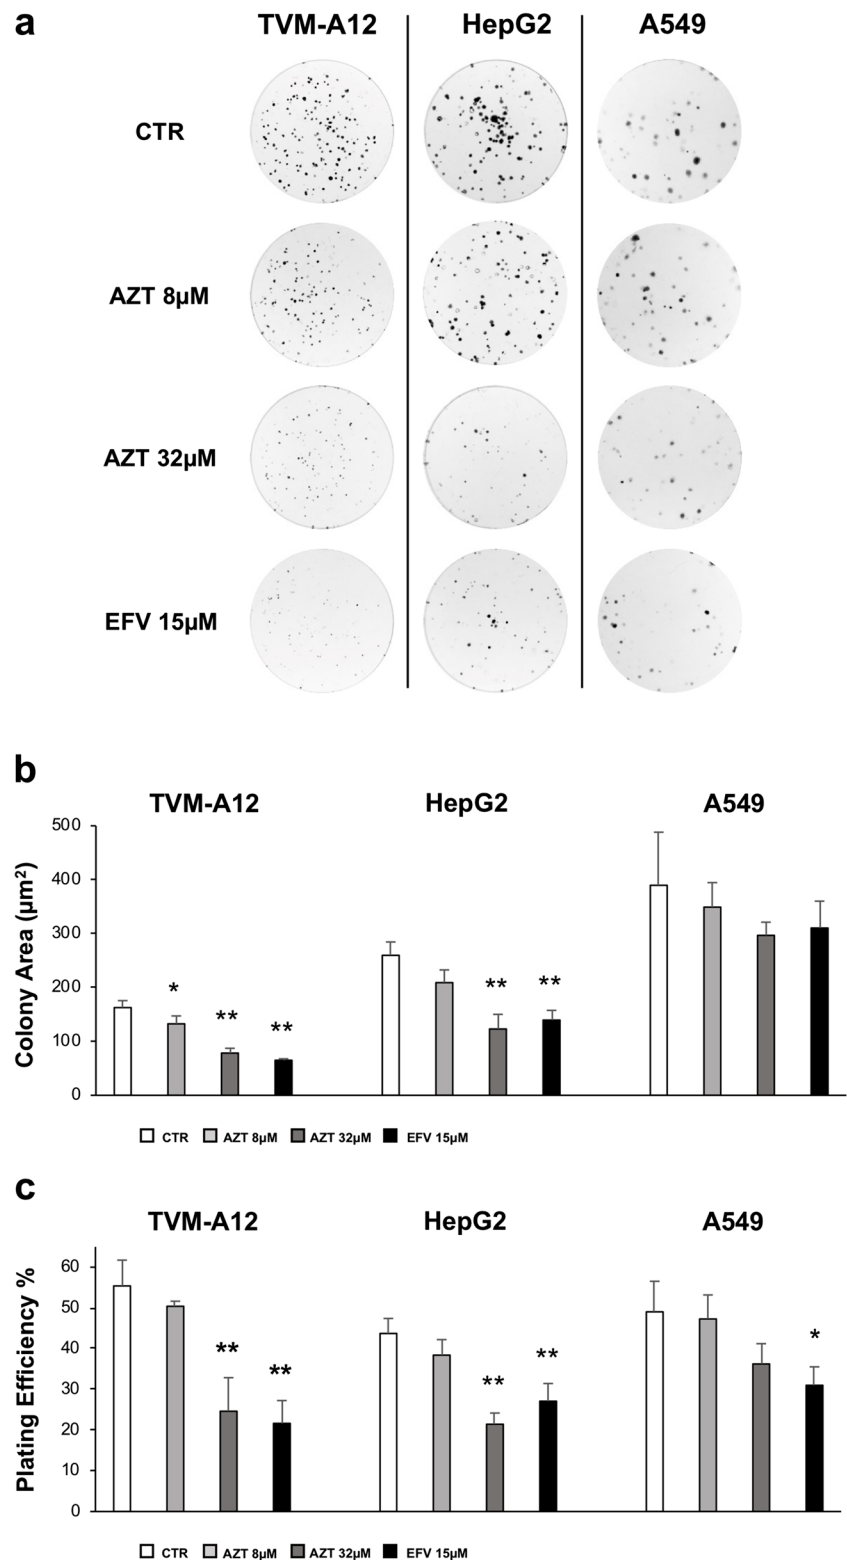 a
TVM-A12 HepG2 A549
CTR
AZT 8µM
AZT 32µM
EFV 15µM
b
TVM-A12 HepG2 A549
Colony Area (µm²)
500
400
300
200
100
0
* ** ** ** **
CTR AZT 8µM AZT 32µM EFV 15µM
c
TVM-A12 HepG2 A549
Plating Efficiency %
60
50
40
30
20
10
0
** ** ** ** *
CTR AZT 8µM AZT 32µM EFV 15µM